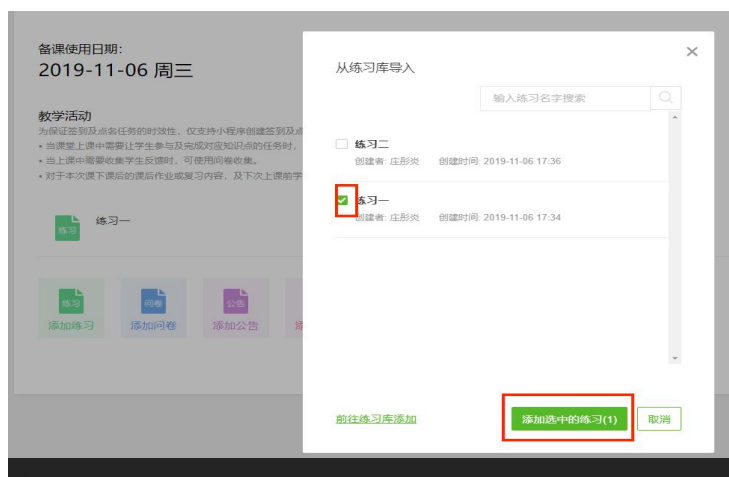 备课使用日期：
2019-11-06 周三
教学活动
为保证签到及点名任务的时效性，仅支持小程序创建签到及点
• 当课堂上课中需要让学生参与及完成对应知识点的任务时，
• 当上课中需要收集学生反馈时，可使用问卷收集。
• 对于本次课下课后的课后作业或复习内容，及下次上课前学
练习
练习一
练习
添加练习
问卷
添加问卷
公告
添加公告
从练习库导入
输入练习名字搜索
练习二
创建者: 庄彤炎 创建时间: 2019-11-06 17:36
练习一
创建者: 庄彤炎 创建时间: 2019-11-06 17:34
前往练习库添加
添加选中的练习(1)
取消